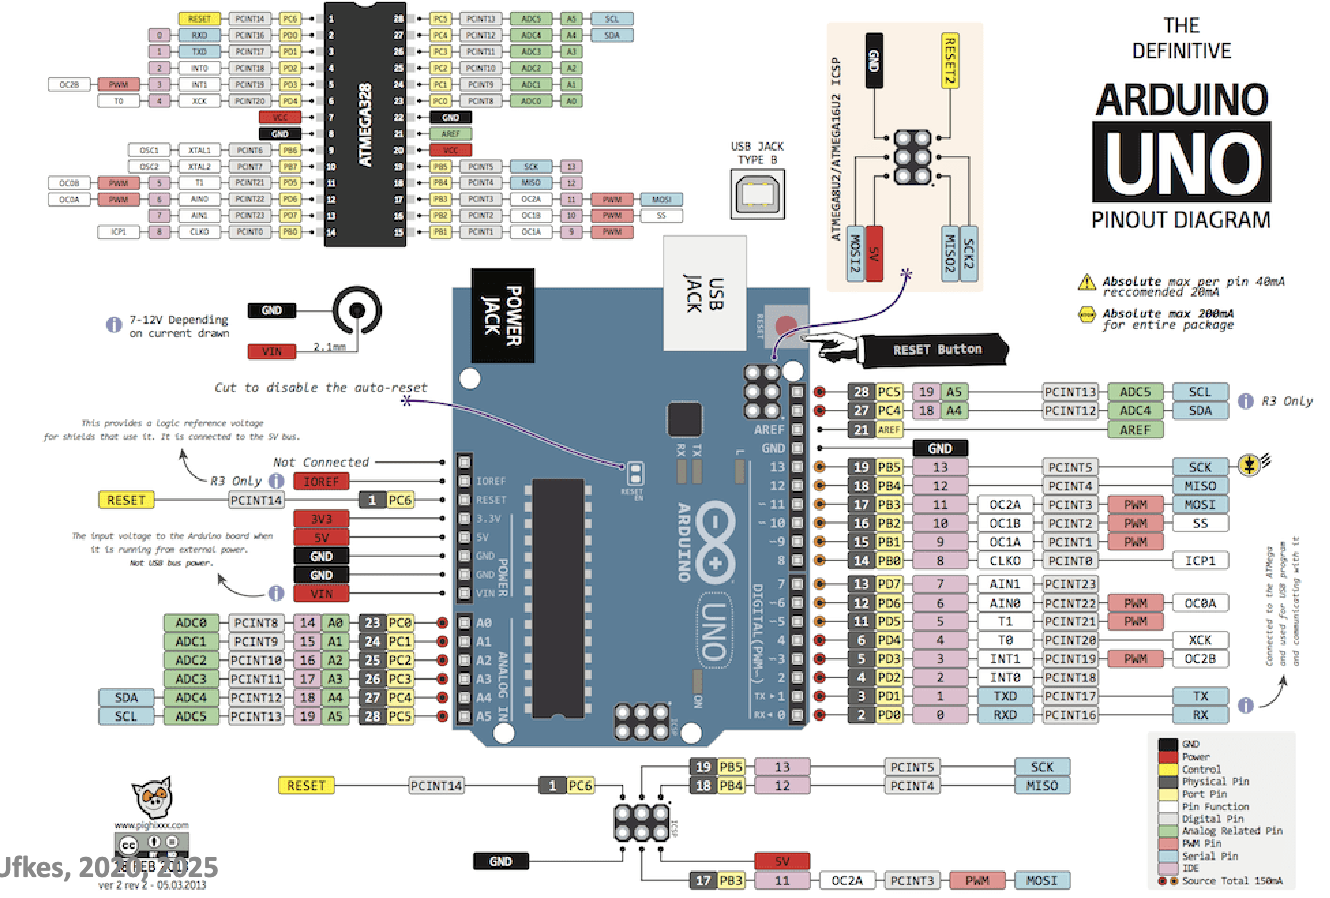 RESET PCINT14 PC6 1 28 PC5 PCINT13 ADC5 A5 SCL
0 RXD PCINT16 PD0 2 27 PC4 PCINT12 ADC4 A4 SDA
1 TXD PCINT17 PD1 3 26 PC3 PCINT11 ADC3 A3
2 INT0 PCINT18 PD2 4 25 PC2 PCINT10 ADC2 A2
OC2B PWM 3 INT1 PCINT19 PD3 5 24 PC1 PCINT9 ADC1 A1
T0 4 XCK PCINT20 PD4 6 23 PC0 PCINT8 ADC0 A0
VCC 7 22 GND
GND 8 21 AREF
9 20 VCC
OSC1 XTAL1 PCINT6 PB6
OSC2 XTAL2 PCINT7 PB7 10 19 PB5 PCINT5 SCK 13
OC0B PWM 5 T1 PCINT21 PD5 11 18 PB4 PCINT4 MISO 12
OC0A PWM 6 AIN0 PCINT22 PD6 12 17 PB3 PCINT3 OC2A 11 PWM MOSI
7 AIN1 PCINT23 PD7 13 16 PB2 PCINT2 OC1B 10 PWM SS
ICP1 8 CLKO PCINT0 PB0 14 15 PB1 PCINT1 OC1A 9 PWM
ATMEGA328
USB JACK
TYPE B
ATMEGA8U2/ATMEGA16U2 ICSP
GND
RESET2
MOSI2
5V
MISO2
SCK2
THE
DEFINITIVE
ARDUINO
UNO
PINOUT DIAGRAM
Absolute max per pin 40mA
reccomended 20mA
Absolute max 200mA
for entire package
7-12V Depending
on current drawn
GND
VIN
2.1mm
POWER
JACK
USB
JACK
RESET
RESET Button
Cut to disable the auto-reset
This provides a logic reference voltage
for shields that use it. It is connected to the 5V bus.
Not Connected
R3 Only IOREF
RESET PCINT14 1 PC6
3V3
5V
GND
GND
VIN
The input voltage to the Arduino board when
it is running from external power.
Not USB bus power.
ADC0 PCINT8 14 A0 23 PC0
ADC1 PCINT9 15 A1 24 PC1
ADC2 PCINT10 16 A2 25 PC2
ADC3 PCINT11 17 A3 26 PC3
SDA ADC4 PCINT12 18 A4 27 PC4
SCL ADC5 PCINT13 19 A5 28 PC5
IOREF
RESET
3.3V
5V
GND
GND
VIN
POWER
A0
A1
A2
A3
A4
A5
ANALOG IN
RESET
EN
RX
TX
L
ARDUINO
UNO
ON
ICSP
AREF
GND
13
12
~ 11
~ 10
~9
8
7
~6
~5
4
~3
2
TX ▸ 1
RX ◂ 0
DIGITAL(PWM~)
28 PC5 19 A5 PCINT13 ADC5 SCL
27 PC4 18 A4 PCINT12 ADC4 SDA
R3 Only
21 AREF AREF
GND
19 PB5 13 PCINT5 SCK
18 PB4 12 PCINT4 MISO
17 PB3 11 OC2A PCINT3 PWM MOSI
16 PB2 10 OC1B PCINT2 PWM SS
15 PB1 9 OC1A PCINT1 PWM
14 PB0 8 CLKO PCINT0 ICP1
13 PD7 7 AIN1 PCINT23
12 PD6 6 AIN0 PCINT22 PWM OC0A
11 PD5 5 T1 PCINT21 PWM
6 PD4 4 T0 PCINT20 XCK
5 PD3 3 INT1 PCINT19 PWM OC2B
4 PD2 2 INT0 PCINT18
3 PD1 1 TXD PCINT17 TX
2 PD0 0 RXD PCINT16 RX
Connected to the ATMega
and used for USB program
and communicating with it
RESET PCINT14 1 PC6
19 PB5 13 PCINT5 SCK
18 PB4 12 PCINT4 MISO
ICSP
GND
5V
17 PB3 11 OC2A PCINT3 PWM MOSI
GND
Power
Control
Physical Pin
Port Pin
Pin Function
Digital Pin
Analog Related Pin
PWM Pin
Serial Pin
IDE
Source Total 150mA
www.pighixxx.com
cc
Ufkes, 2020, 2025
ver 2 rev 2 - 05.03.2013